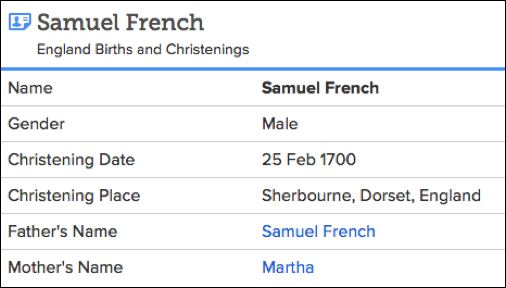 Samuel French
England Births and Christenings
Name Samuel French
Gender Male
Christening Date 25 Feb 1700
Christening Place Sherbourne, Dorset, England
Father's Name Samuel French
Mother's Name Martha